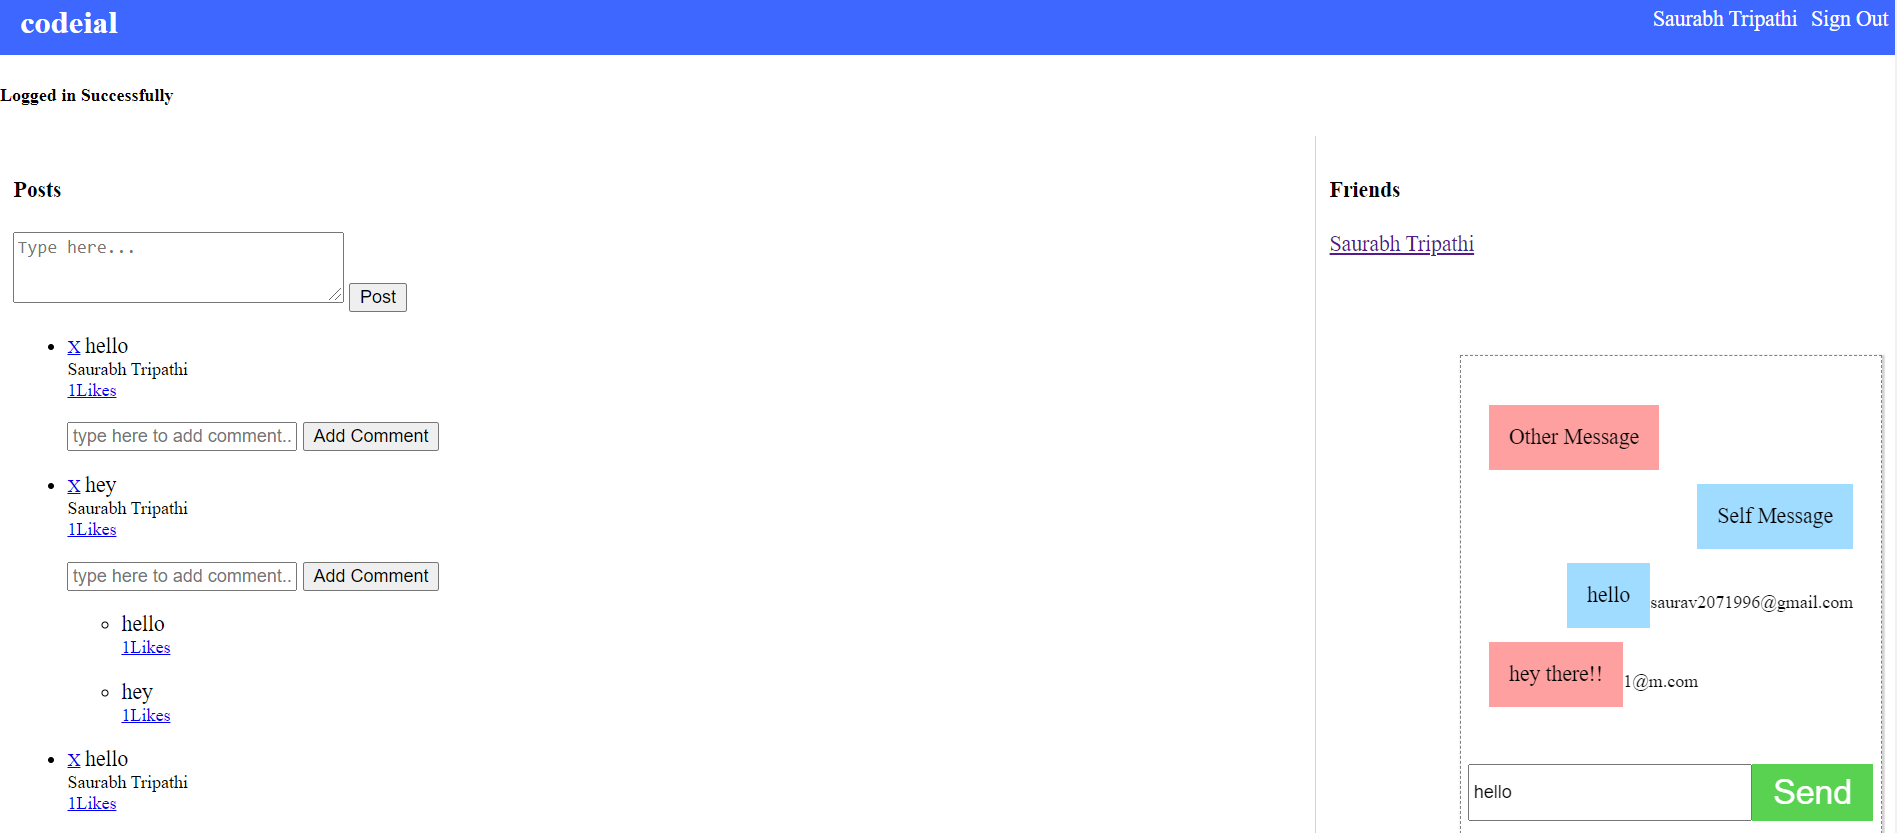 codeial
Saurabh Tripathi Sign Out
Logged in Successfully
Posts
Type here...
Post
X hello
Saurabh Tripathi
1Likes
type here to add comment.. Add Comment
X hey
Saurabh Tripathi
1Likes
type here to add comment.. Add Comment
hello
1Likes
hey
1Likes
X hello
Saurabh Tripathi
1Likes
Friends
Saurabh Tripathi
Other Message
Self Message
hello saurav2071996@gmail.com
hey there!! 1@m.com
hello Send